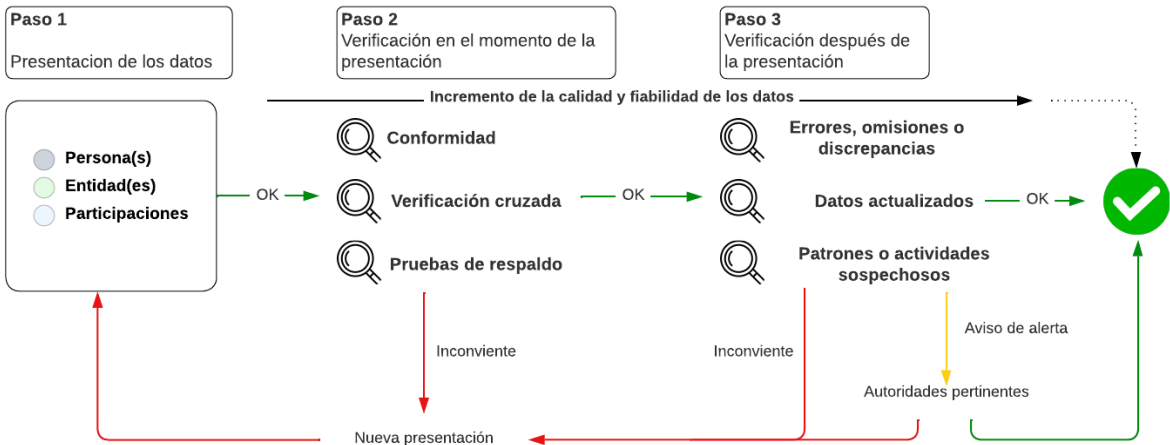 Paso 1
Presentacion de los datos
Paso 2
Verificación en el momento de la
presentación
Paso 3
Verificación después de
la presentación
Incremento de la calidad y fiabilidad de los datos
Persona(s)
Entidad(es)
Participaciones
OK
Conformidad
Verificación cruzada
Pruebas de respaldo
OK
Errores, omisiones o
discrepancias
Datos actualizados
Patrones o actividades
sospechosos
OK
Inconviente
Inconviente
Aviso de alerta
Autoridades pertinentes
Nueva presentación